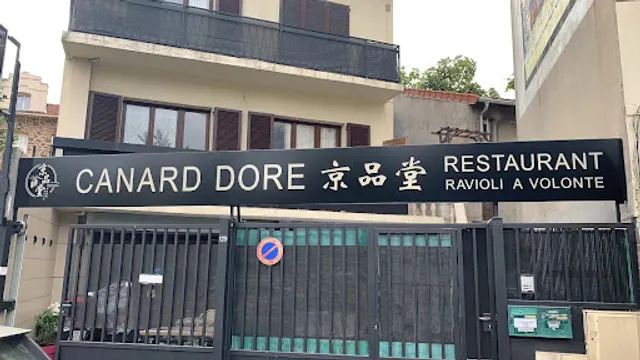 CANARD DORE 京品堂 RESTAURANT
RAVIOLI A VOLONTE